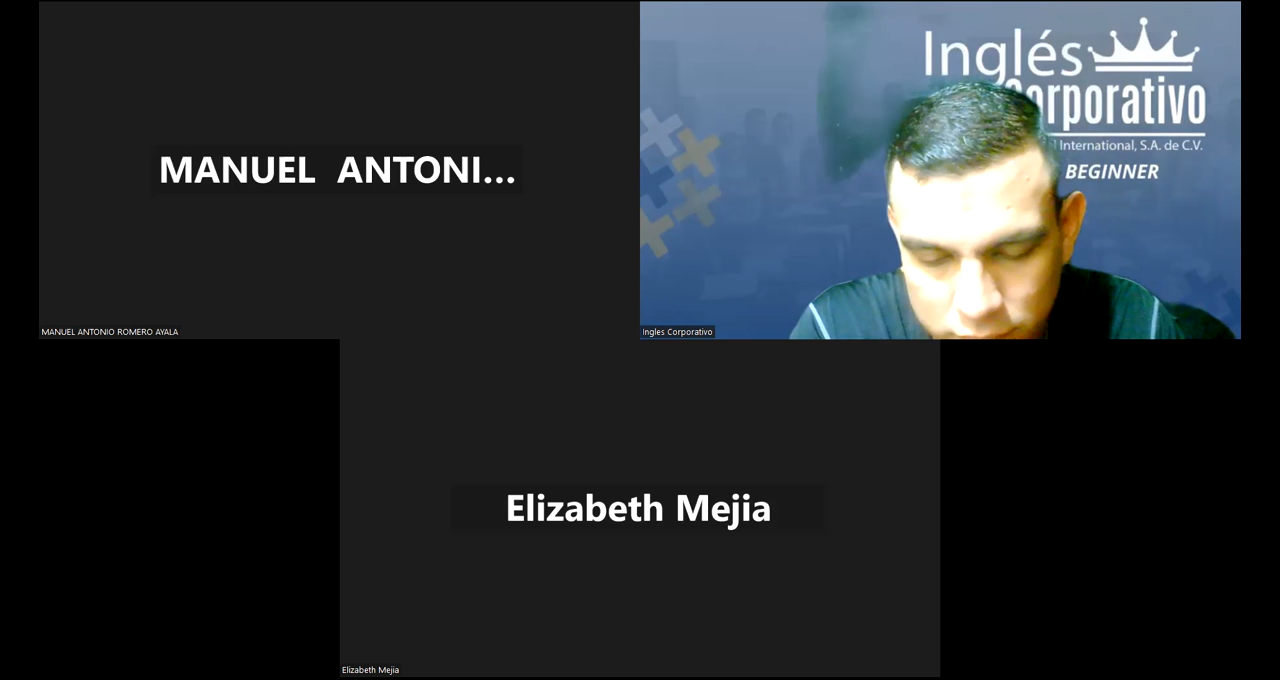 MANUEL  ANTONI...
MANUEL ANTONIO ROMERO AYALA
Inglés
Corporativo
International, S.A. de C.V.
BEGINNER
Ingles Corporativo
Elizabeth Mejia
Elizabeth Mejia